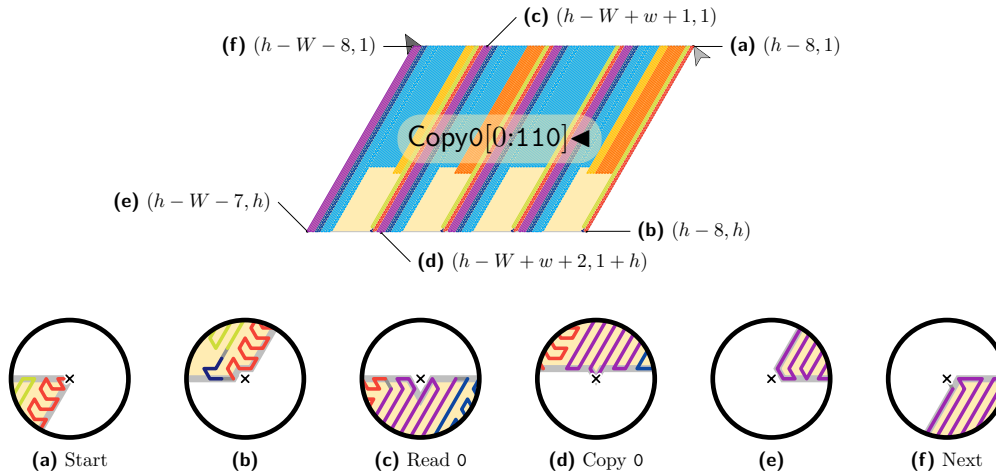 (c) (h − W + w + 1, 1)
(f) (h − W − 8, 1)
(a) (h − 8, 1)
Copy0[0:110]◀
(e) (h − W − 7, h)
(b) (h − 8, h)
(d) (h − W + w + 2, 1 + h)
(a) Start
(b)
(c) Read 0
(d) Copy 0
(e)
(f) Next